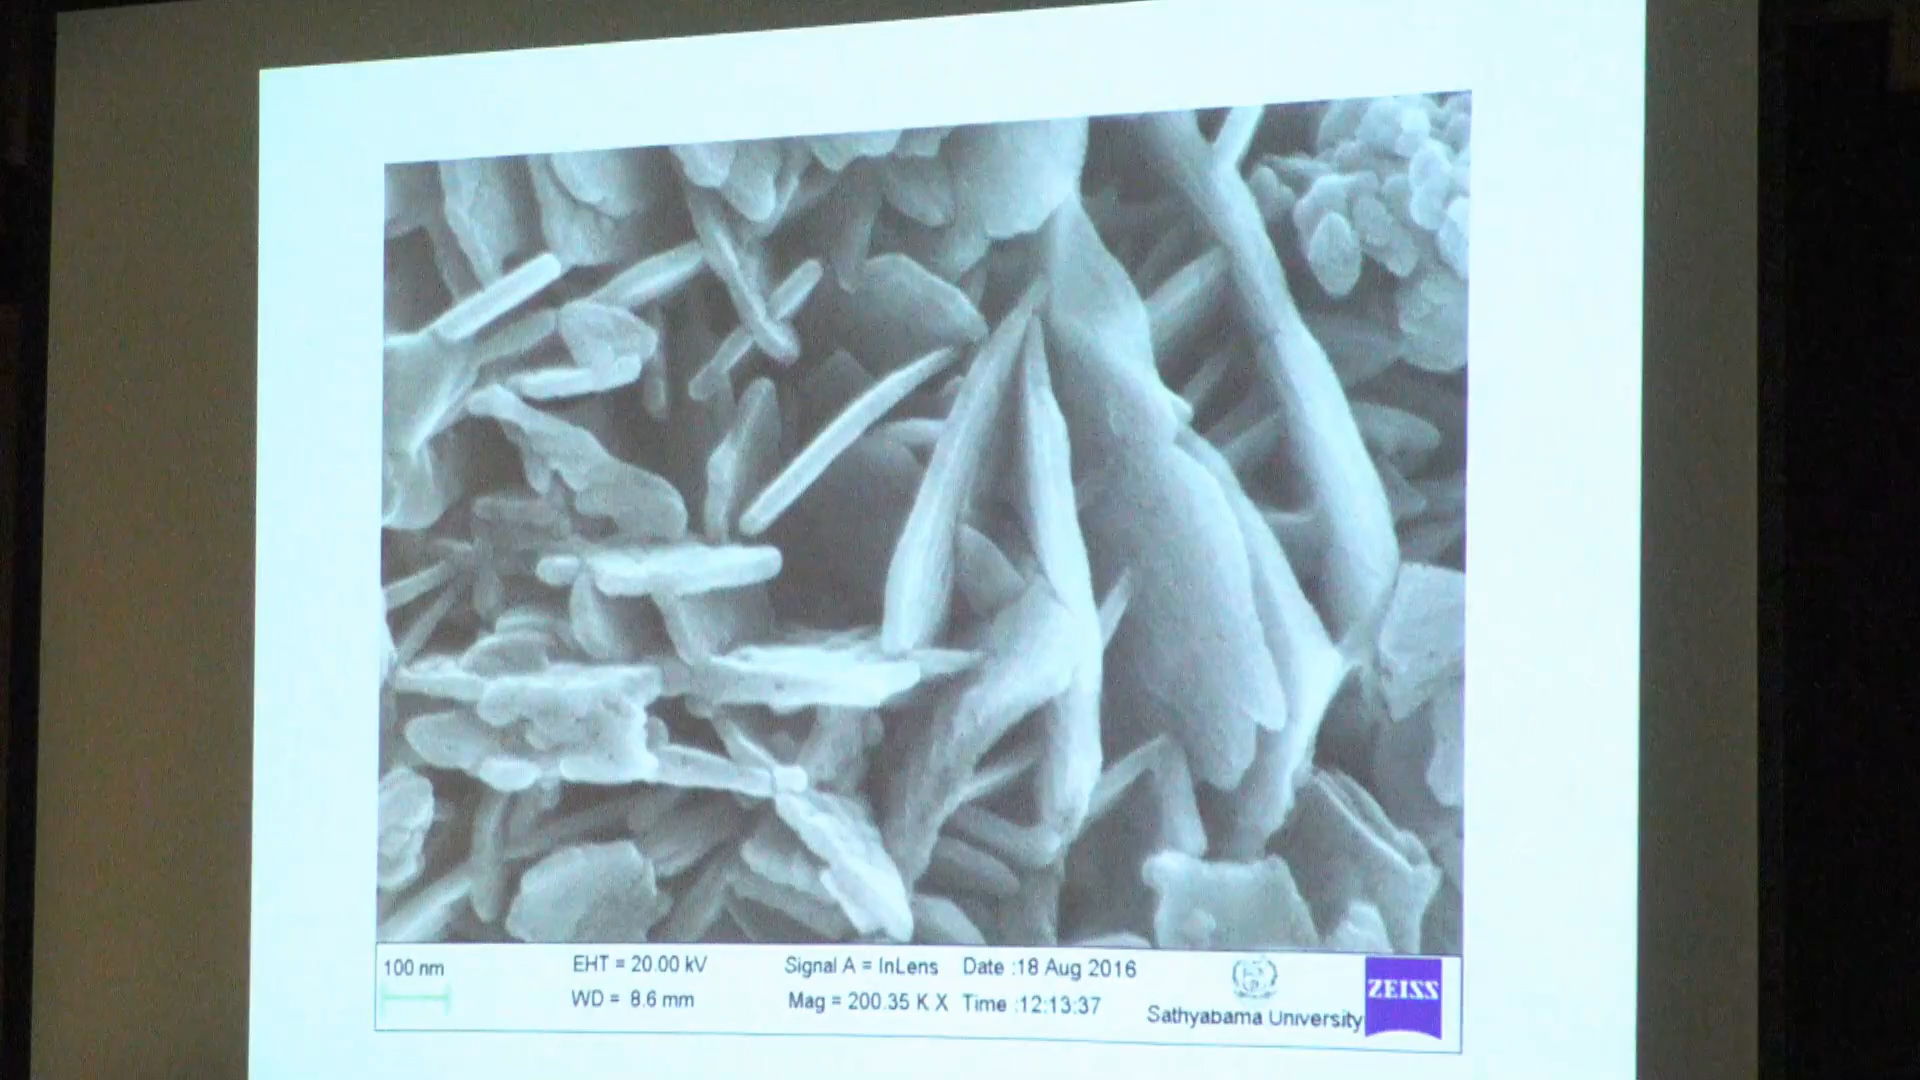 100 nm EHT = 20.00 kV Signal A = InLens Date :18 Aug 2016
WD = 8.6 mm Mag = 200.35 K X Time :12:13:37
Sathyabama University
ZEISS